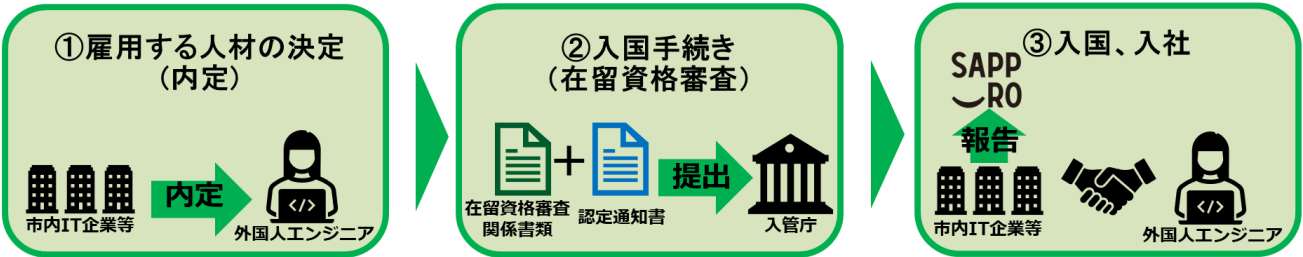 ①雇用する人材の決定
（内定）
市内IT企業等
内定
外国人エンジニア
②入国手続き
（在留資格審査）
在留資格審査
関係書類
認定通知書
提出
入管庁
③入国、入社
SAPP
RO
報告
市内IT企業等
外国人エンジニア